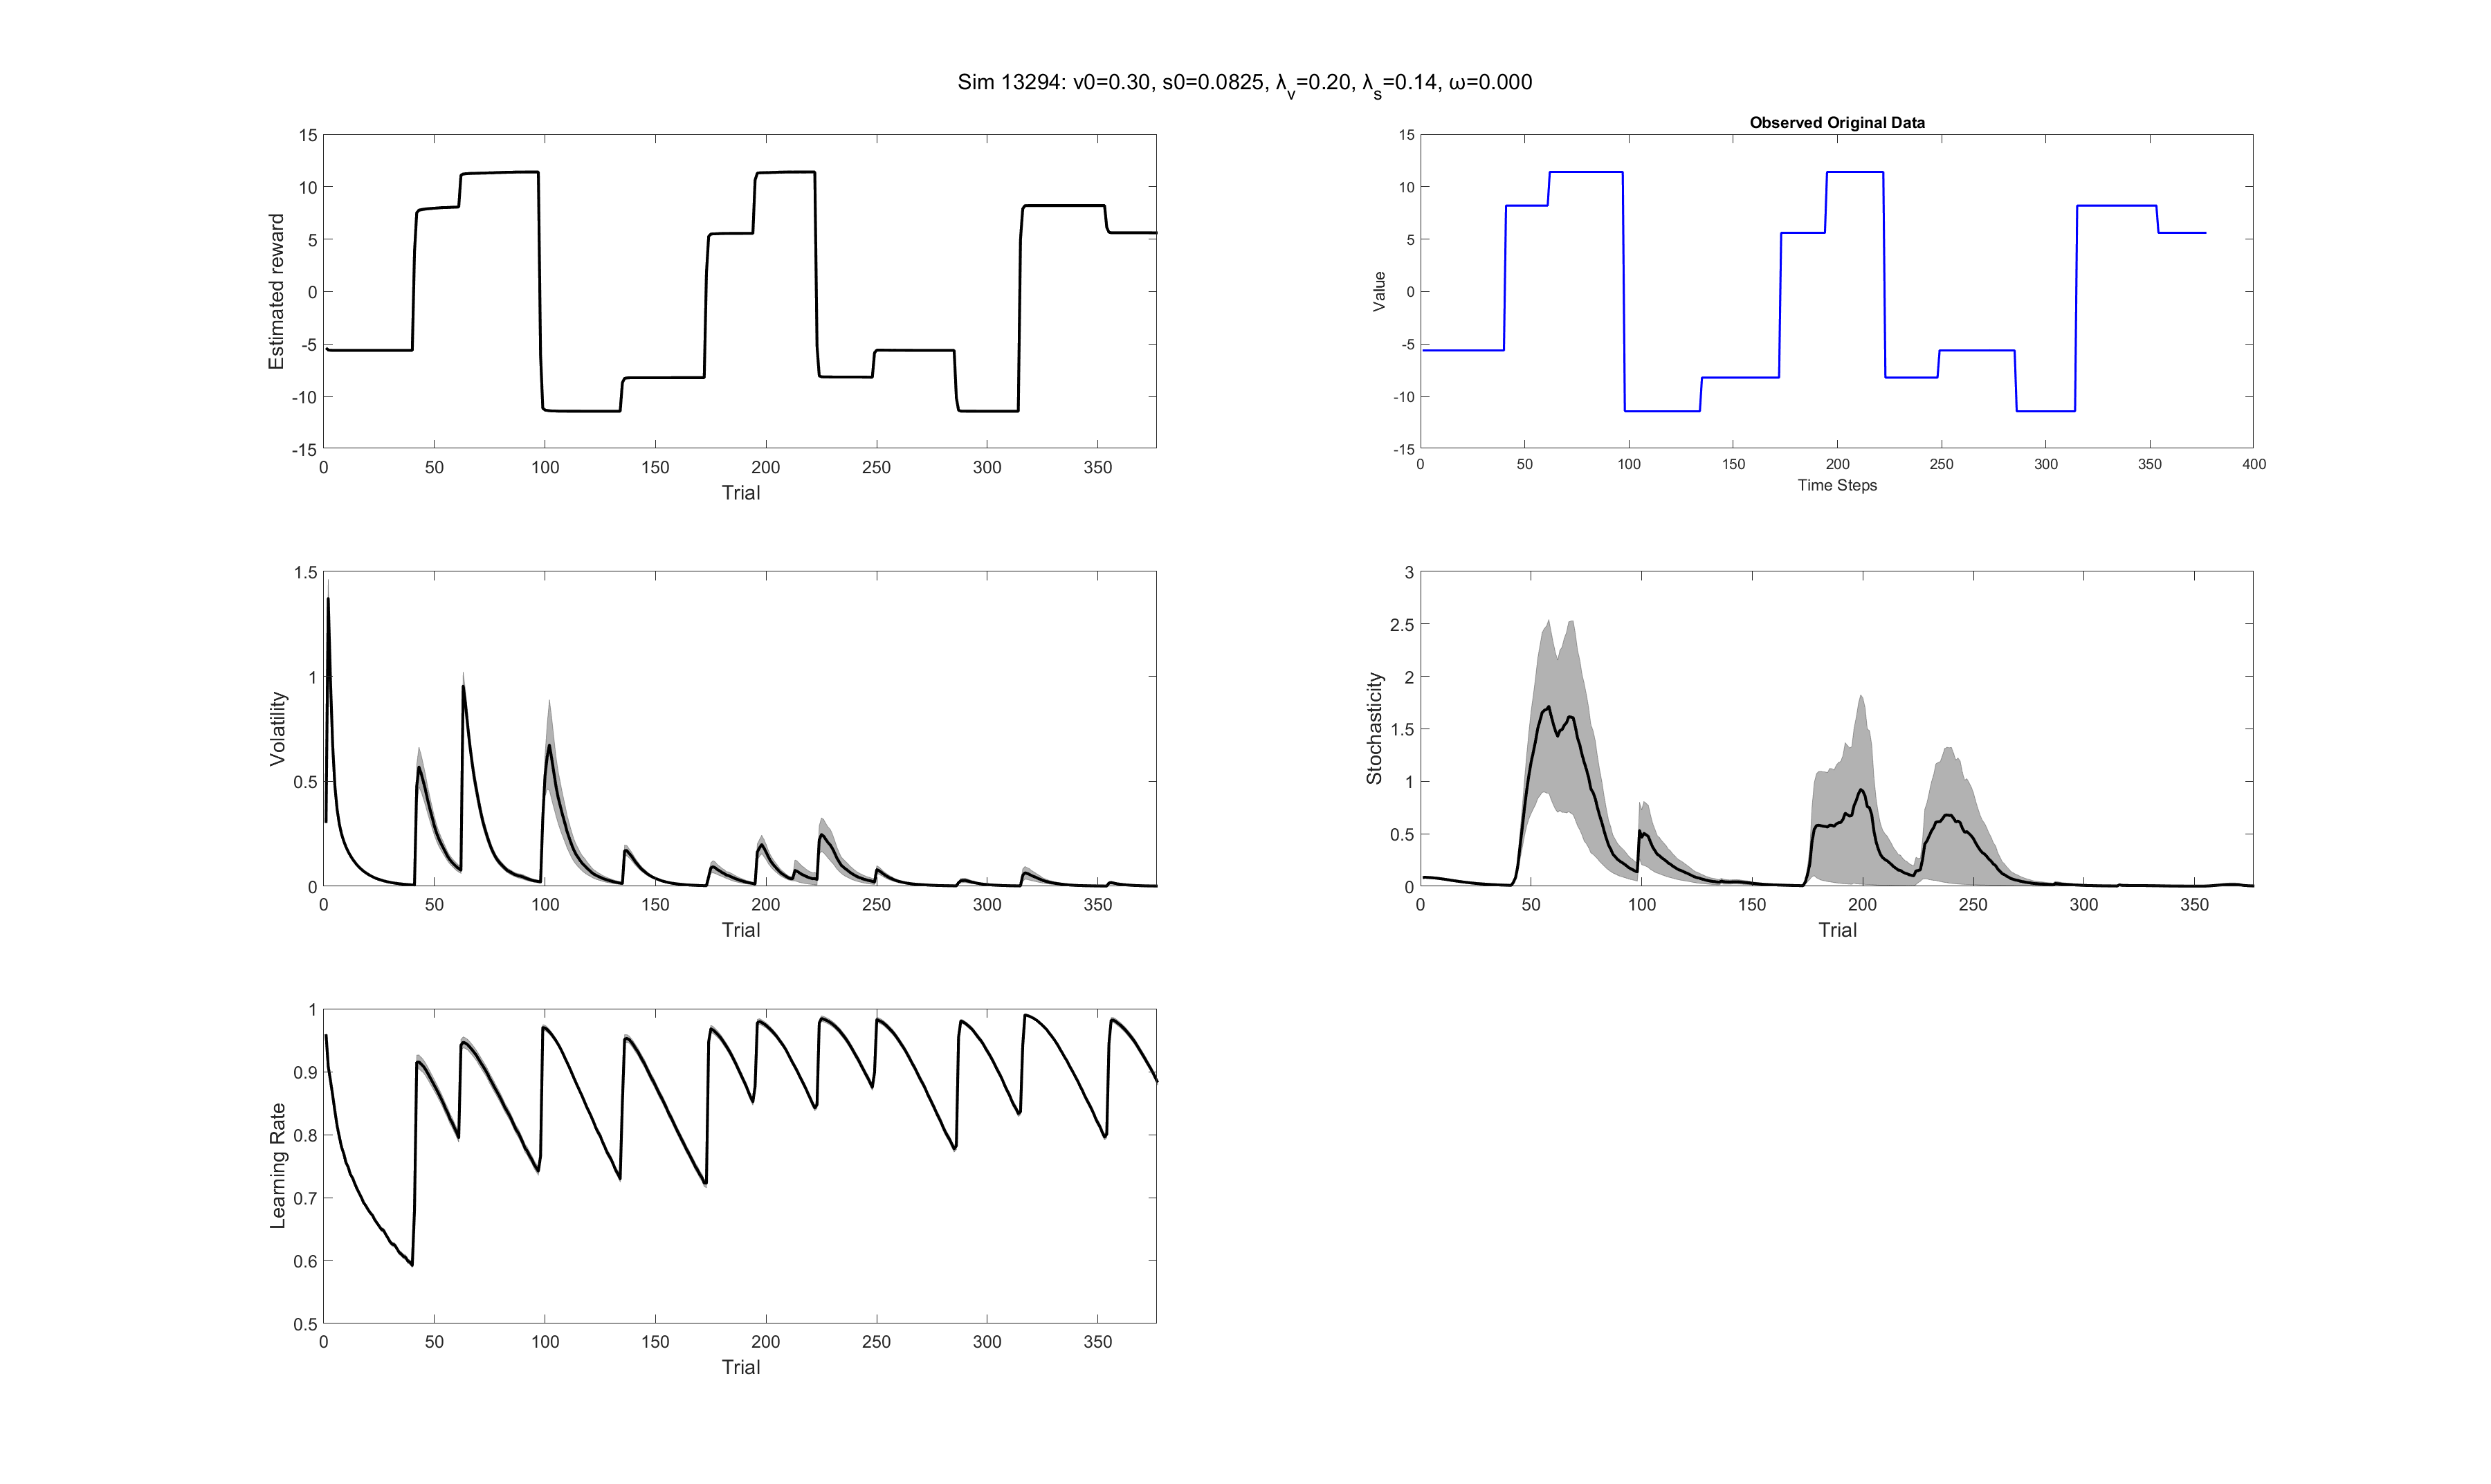 Sim 13294: v0=0.30, s0=0.0825, λv=0.20, λs=0.14, ω=0.000
15
10
5
0
-5
-10
-15
Estimated reward
0 50 100 150 200 250 300 350
Trial
Observed Original Data
15
10
5
0
-5
-10
-15
Value
0 50 100 150 200 250 300 350 400
Time Steps
1.5
1
0.5
0
Volatility
0 50 100 150 200 250 300 350
Trial
3
2.5
2
1.5
1
0.5
0
Stochasticity
0 50 100 150 200 250 300 350
Trial
1
0.9
0.8
0.7
0.6
0.5
Learning Rate
0 50 100 150 200 250 300 350
Trial